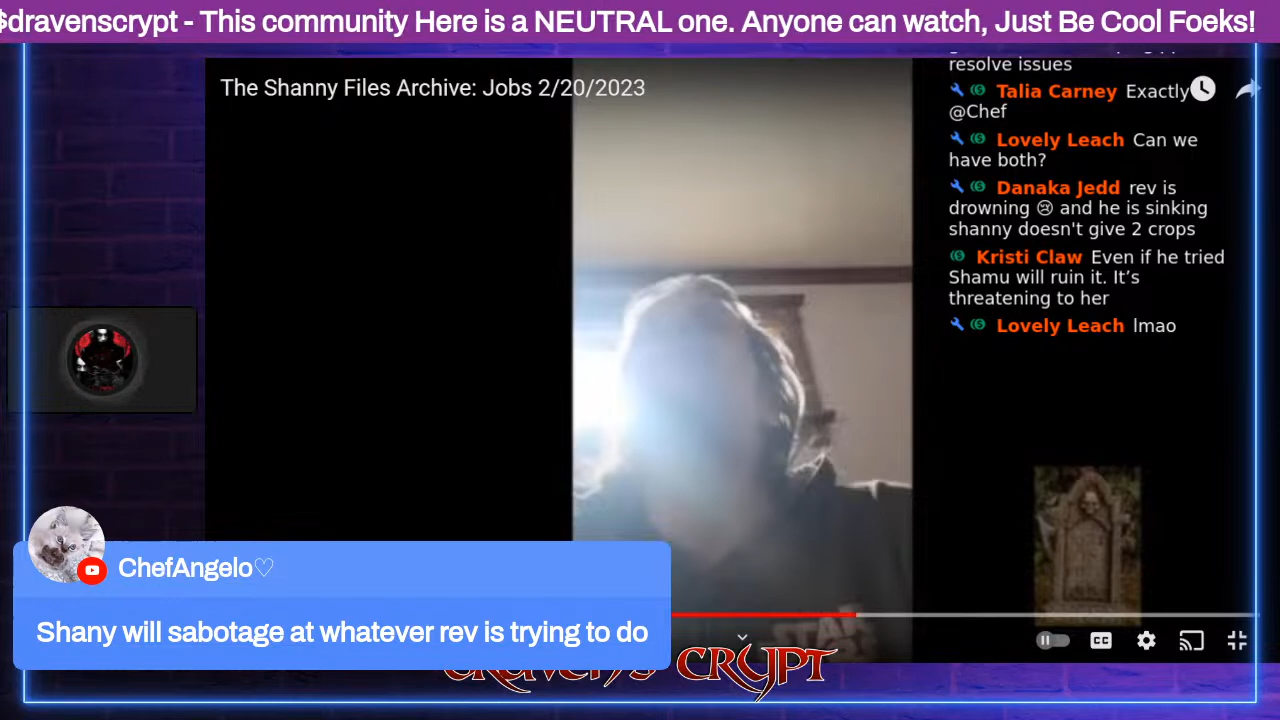 $dravenscrypt - This community Here is a NEUTRAL one. Anyone can watch, Just Be Cool Foeks!
The Shanny Files Archive: Jobs 2/20/2023
resolve issues
Talia Carney Exactly
@Chef
Lovely Leach Can we
have both?
Danaka Jedd rev is
drowning 😢 and he is sinking
shanny doesn't give 2 crops
Kristi Claw Even if he tried
Shamu will ruin it. It’s
threatening to her
Lovely Leach lmao
ChefAngelo♡
Shany will sabotage at whatever rev is trying to do
CC
CRYPT